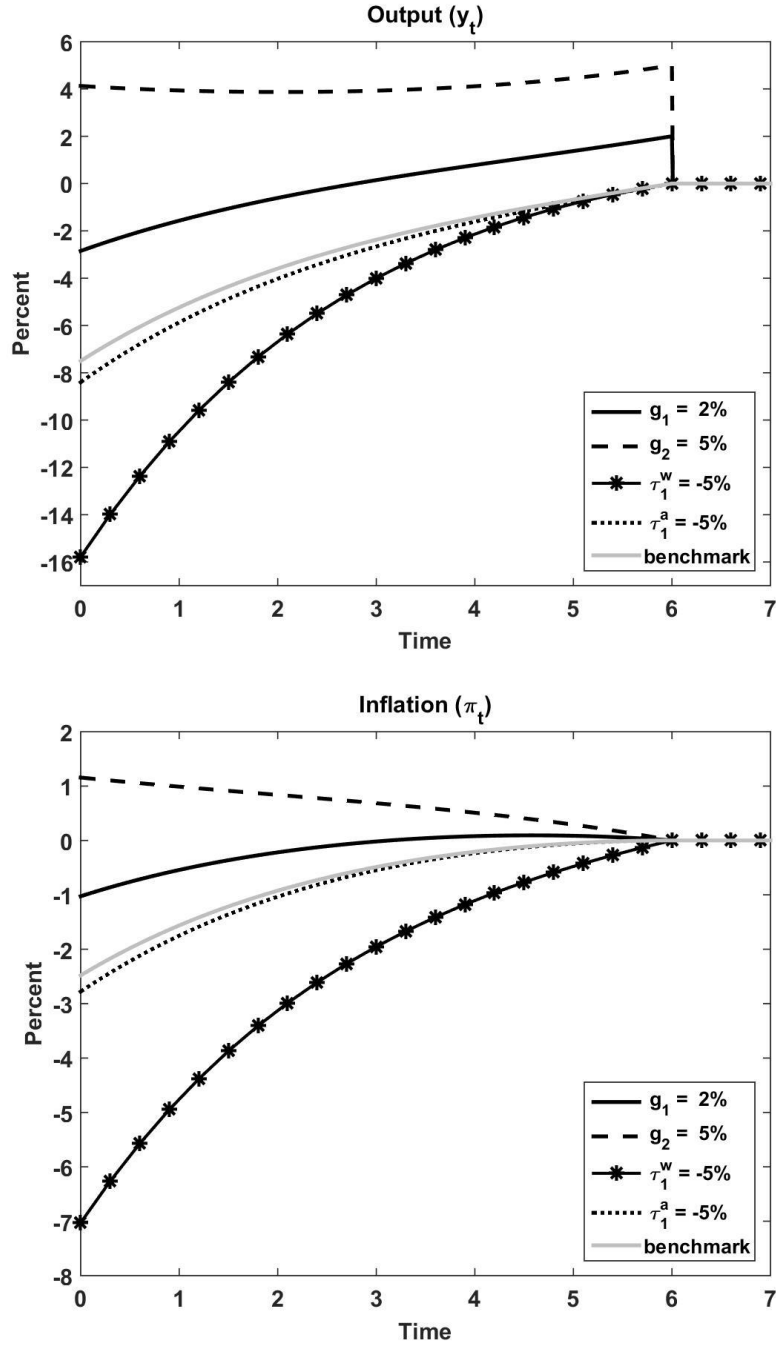 Output (y_t)
6
4
2
0
-2
-4
-6
-8
-10
-12
-14
-16
Percent
g_1 = 2%
g_2 = 5%
τ_1^w = -5%
τ_1^a = -5%
benchmark
0 1 2 3 4 5 6 7
Time
Inflation (π_t)
2
1
0
-1
-2
-3
-4
-5
-6
-7
-8
Percent
g_1 = 2%
g_2 = 5%
τ_1^w = -5%
τ_1^a = -5%
benchmark
0 1 2 3 4 5 6 7
Time